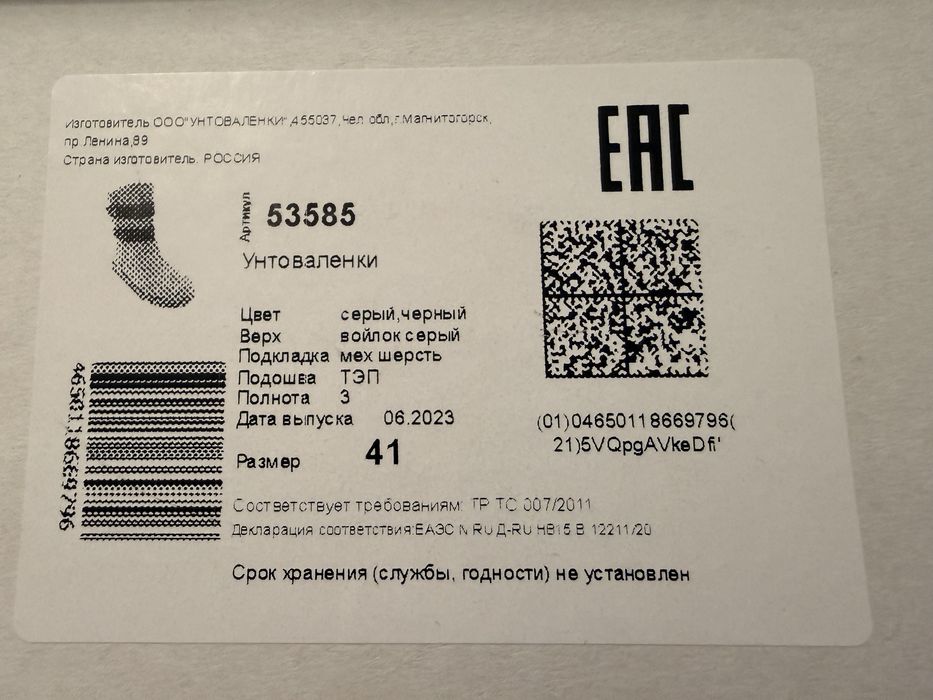 Изготовитель ООО"УНТОВАЛЕНКИ",455037,Чел обл,г.Магнитогорск,
пр.Ленина,89
Страна изготовитель. РОССИЯ
EAC
Артикул 53585
Унтоваленки
Цвет серый,черный
Верх войлок серый
Подкладка мех шерсть
Подошва ТЭП
Полнота 3
Дата выпуска 06.2023
Размер 41
4650118669796
(01)04650118669796(
21)5VQpgAVkeDfi'
Соответствует требованиям: ТР ТС 007/2011
Декларация соответствия:ЕАЭС N RU Д-RU НВ15 В 12211/20
Срок хранения (службы, годности) не установлен